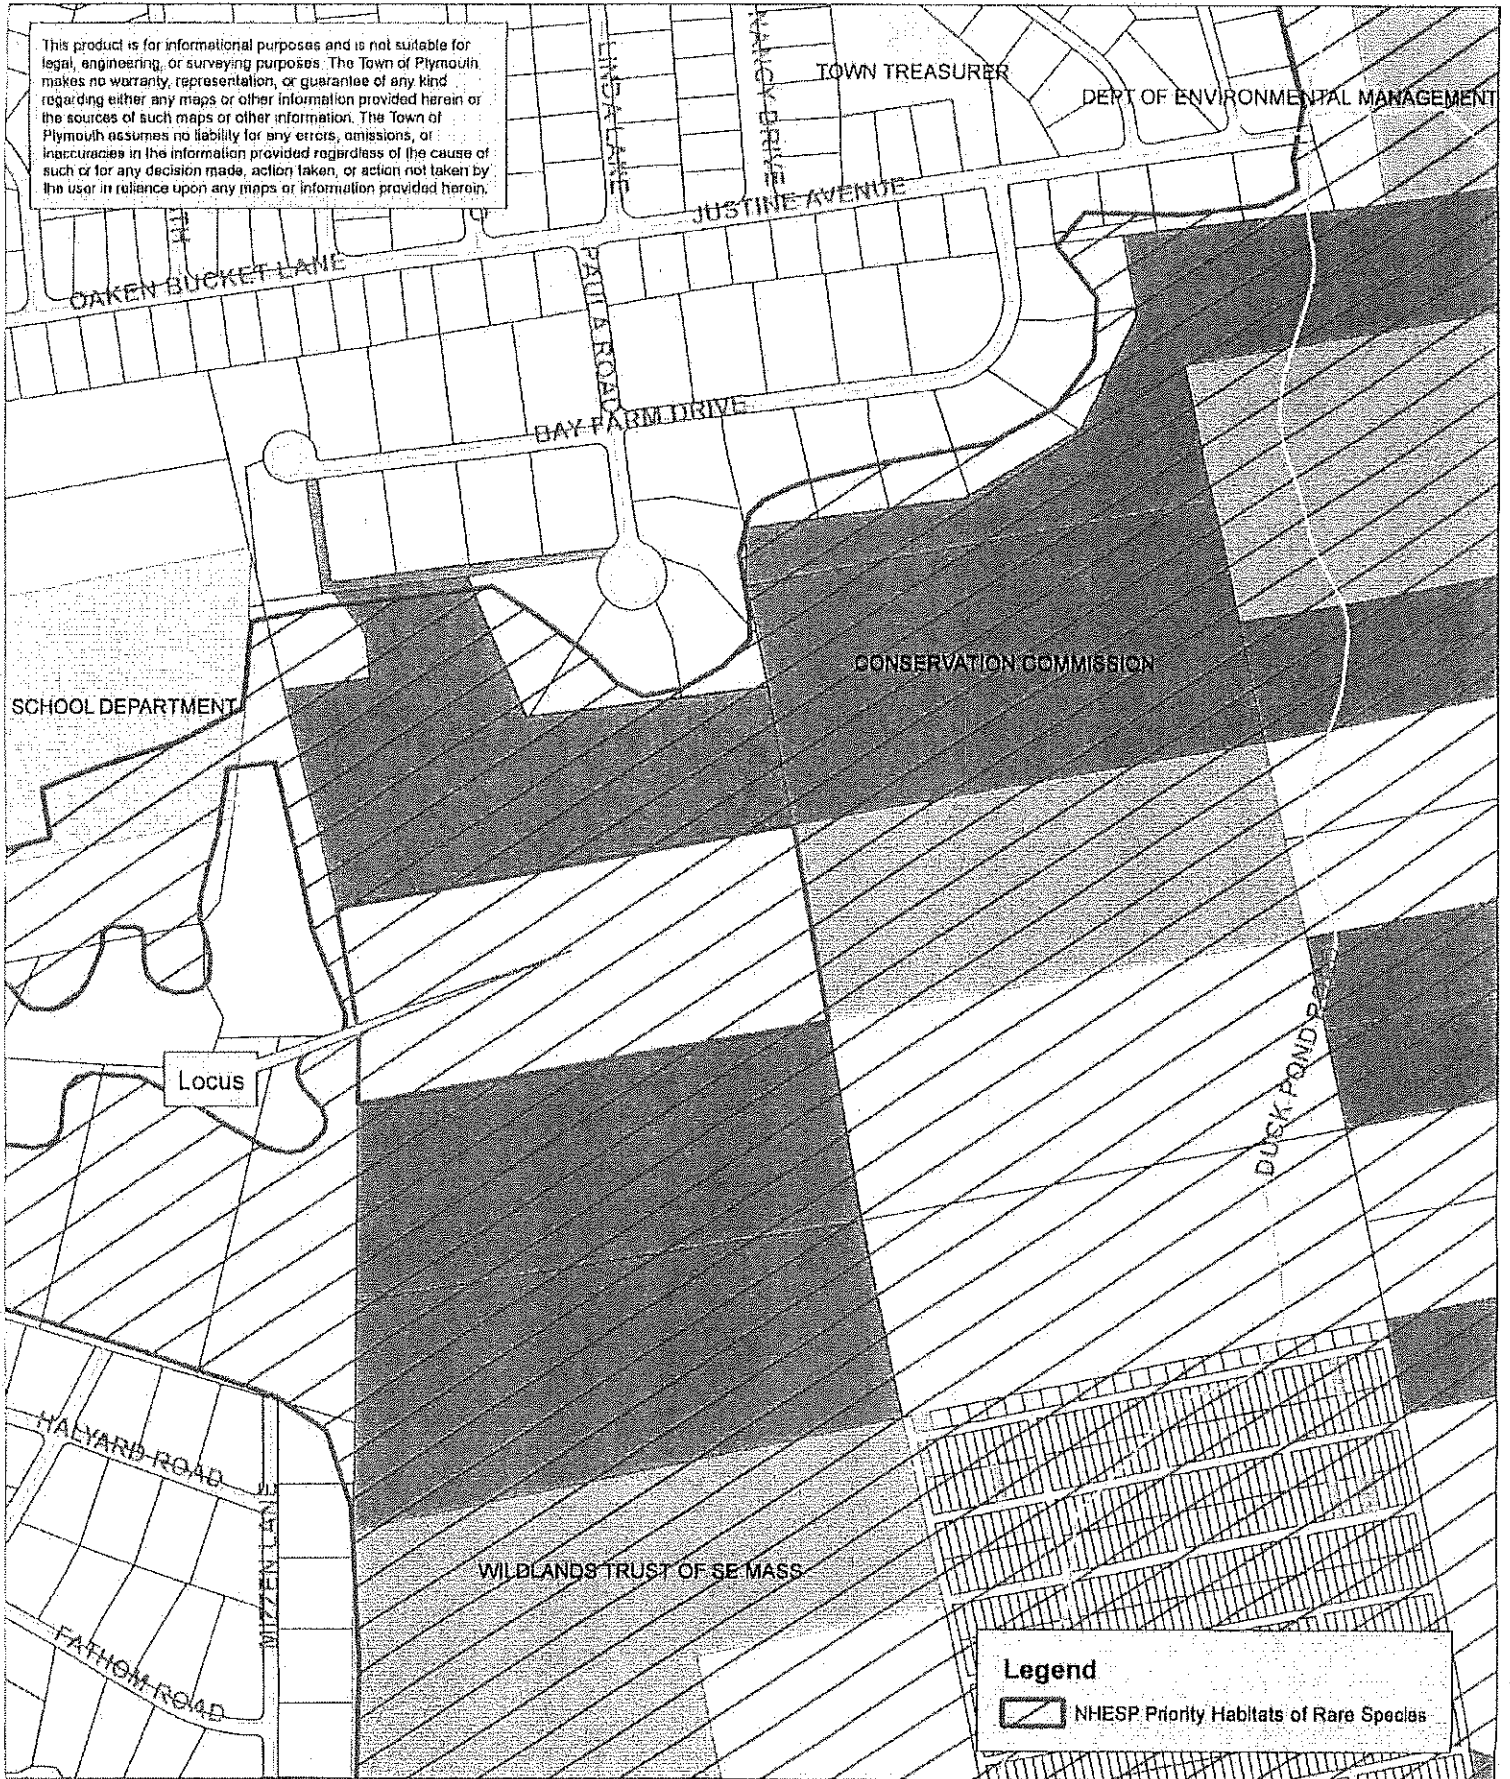 This product is for informational purposes and is not suitable for
legal, engineering, or surveying purposes. The Town of Plymouth
makes no warranty, representation, or guarantee of any kind
regarding either any maps or other information provided herein or
the sources of such maps or other information. The Town of
Plymouth assumes no liability for any errors, omissions, or
inaccuracies in the information provided regardless of the cause of
such or for any decision made, action taken, or action not taken by
the user in reliance upon any maps or information provided herein.
LINDA LANE
NANCY DRIVE
TOWN TREASURER
DEPT OF ENVIRONMENTAL MANAGEMENT
JUSTINE AVENUE
OAKEN BUCKET LANE
PAULA ROAD
BAY FARM DRIVE
CONSERVATION COMMISSION
SCHOOL DEPARTMENT
Locus
DUCK POND
HALYARD ROAD
MIZZEN LANE
WILDLANDS TRUST OF SE MASS
FATHOM ROAD
Legend
NHESP Priority Habitats of Rare Species